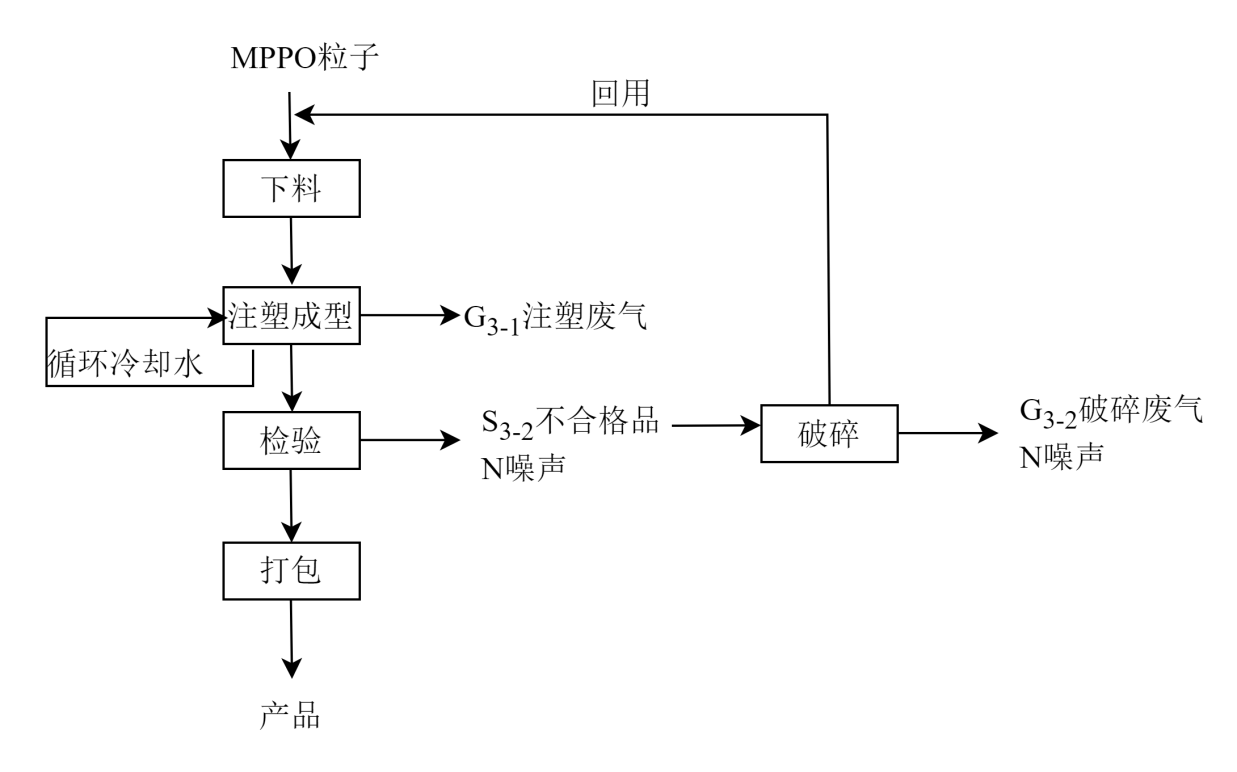 MPPO粒子
回用
下料
注塑成型
G3-1注塑废气
循环冷却水
检验
S3-2不合格品
N噪声
破碎
G3-2破碎废气
N噪声
打包
产品